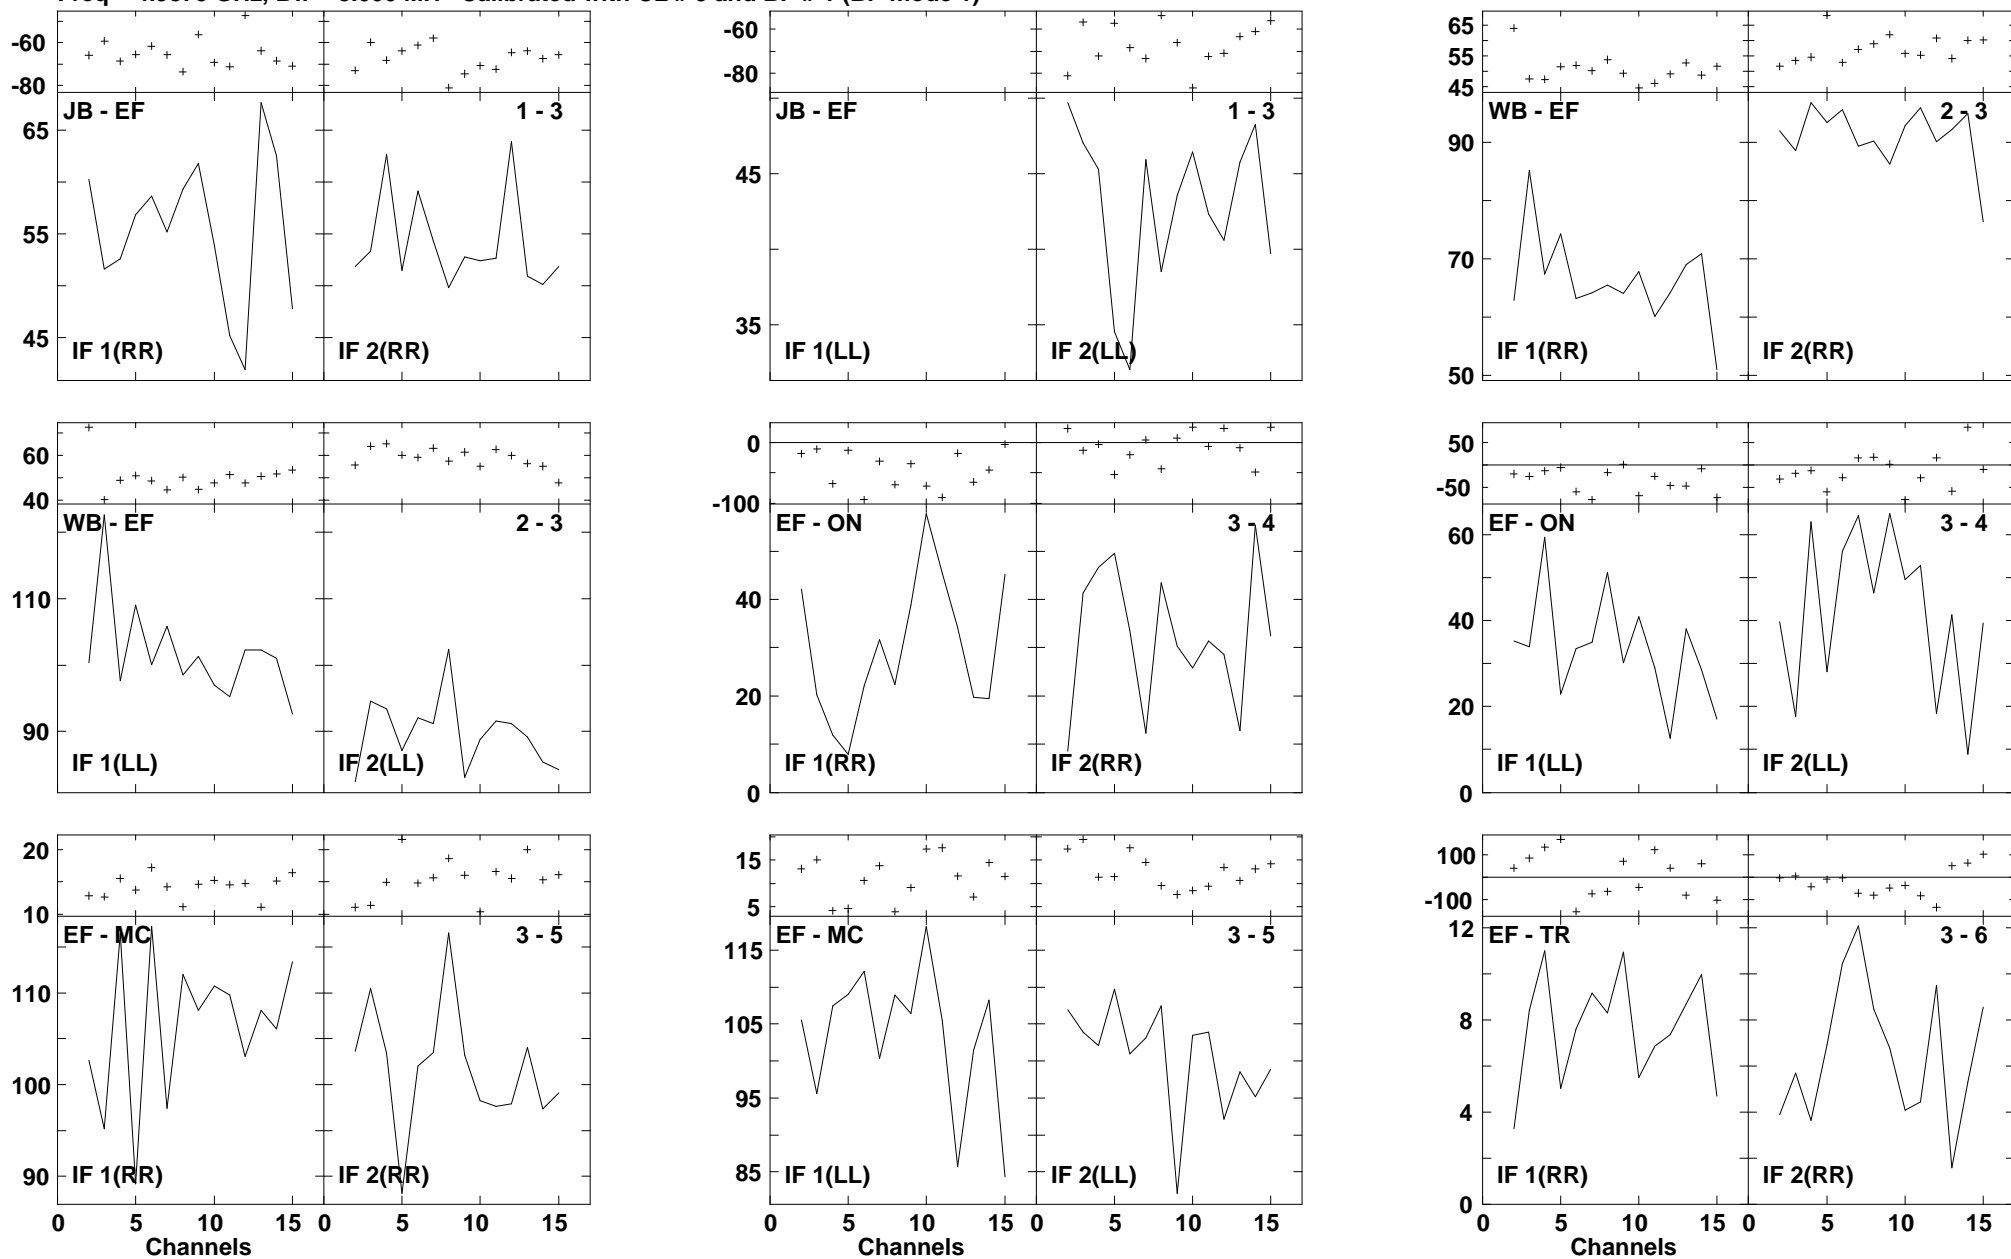 -60
-80
JB - EF 1 - 3
65
55
45
IF 1(RR) IF 2(RR)
-60
-80
JB - EF 1 - 3
45
35
IF 1(LL) IF 2(LL)
65
55
45
WB - EF 2 - 3
90
70
50
IF 1(RR) IF 2(RR)
60
40
WB - EF 2 - 3
110
90
IF 1(LL) IF 2(LL)
0
-100
EF - ON 3 - 4
40
20
0
IF 1(RR) IF 2(RR)
50
-50
EF - ON 3 - 4
60
40
20
0
IF 1(LL) IF 2(LL)
20
10
EF - MC 3 - 5
110
100
90
IF 1(RR) IF 2(RR)
0 5 10 15 0 5 10 15
Channels
15
5
EF - MC 3 - 5
115
105
95
85
IF 1(LL) IF 2(LL)
0 5 10 15 0 5 10 15
Channels
100
-100
EF - TR 3 - 6
12
8
4
0
IF 1(RR) IF 2(RR)
0 5 10 15 0 5 10 15
Channels